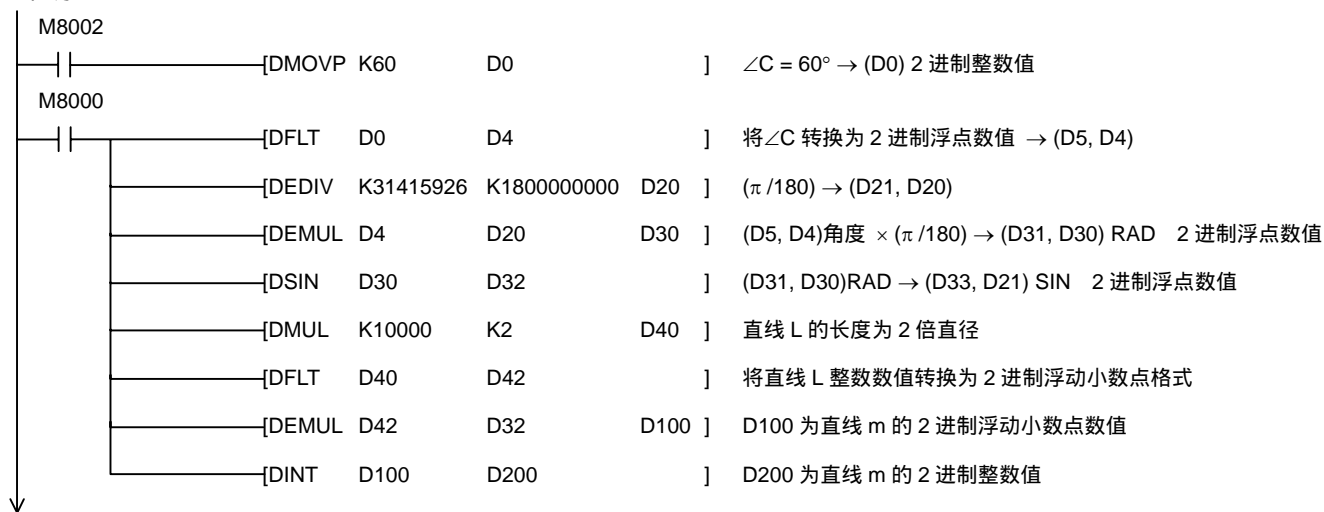 M8002
[DMOVP K60 D0 ] ∠C = 60° → (D0) 2 进制整数值
M8000
[DFLT D0 D4 ] 将∠C 转换为 2 进制浮点数值 → (D5, D4)
[DEDIV K31415926 K1800000000 D20 ] (π /180) → (D21, D20)
[DEMUL D4 D20 D30 ] (D5, D4)角度 × (π /180) → (D31, D30) RAD 2 进制浮点数值
[DSIN D30 D32 ] (D31, D30)RAD → (D33, D21) SIN 2 进制浮点数值
[DMUL K10000 K2 D40 ] 直线 L 的长度为 2 倍直径
[DFLT D40 D42 ] 将直线 L 整数数值转换为 2 进制浮动小数点格式
[DEMUL D42 D32 D100 ] D100 为直线 m 的 2 进制浮动小数点数值
[DINT D100 D200 ] D200 为直线 m 的 2 进制整数值